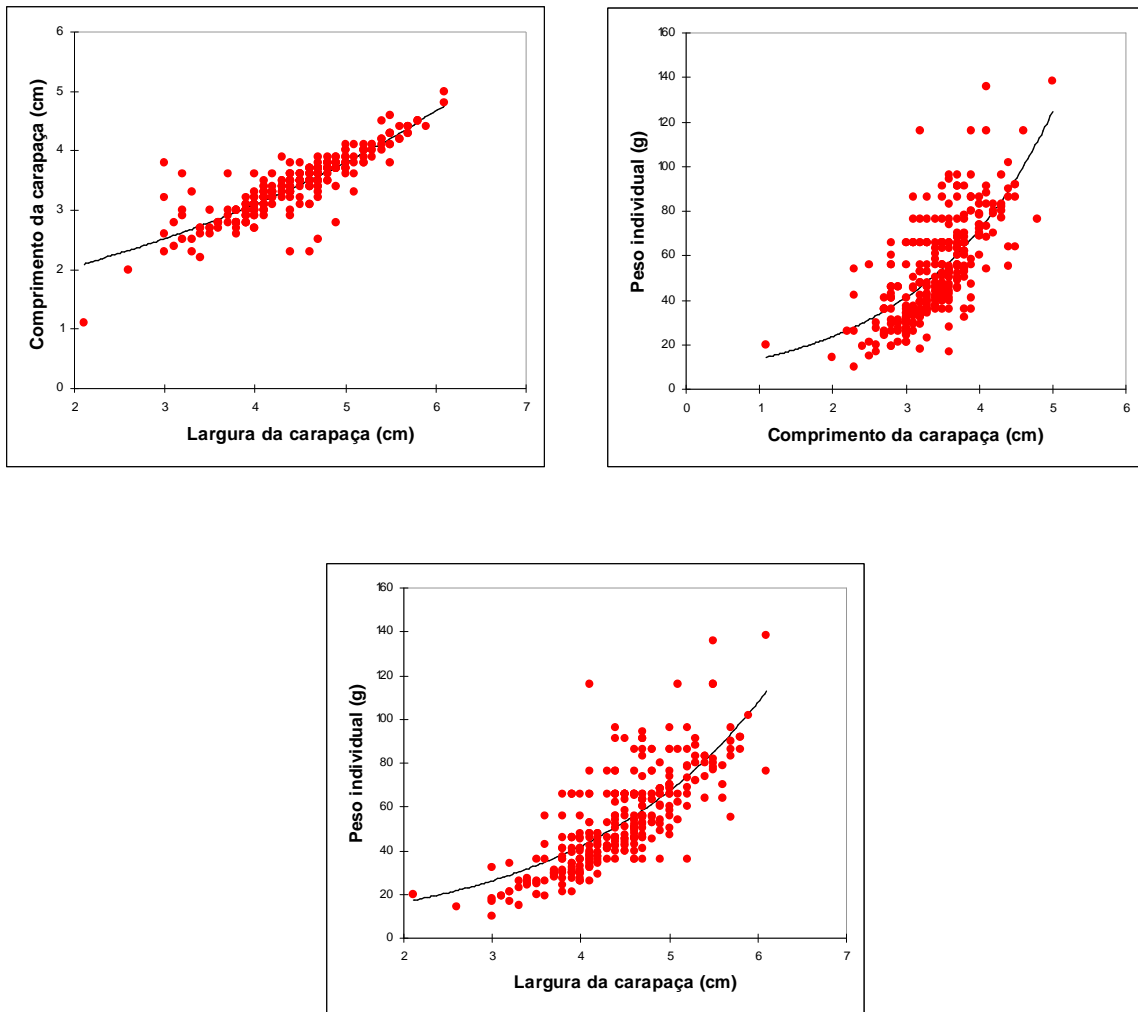 6
5
4
3
2
1
0
2 3 4 5 6 7
Comprimento da carapaça (cm)
Largura da carapaça (cm)
160
140
120
100
80
60
40
20
0
0 1 2 3 4 5 6
Peso individual (g)
Comprimento da carapaça (cm)
160
140
120
100
80
60
40
20
0
2 3 4 5 6 7
Peso individual (g)
Largura da carapaça (cm)